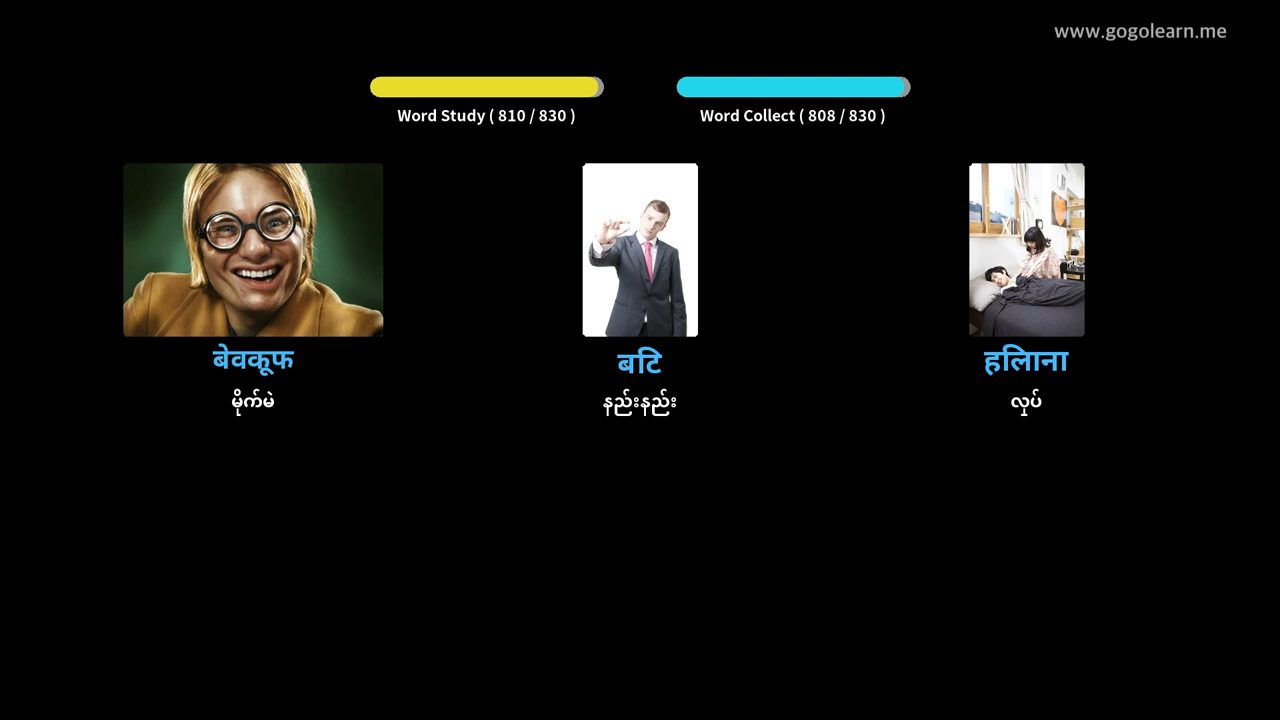 www.gogolearn.me
Word Study ( 810 / 830 )
Word Collect ( 808 / 830 )
बेवकूफ
बटि
हलिाना
မိုက်မဲ
နည်းနည်း
လှုပ်